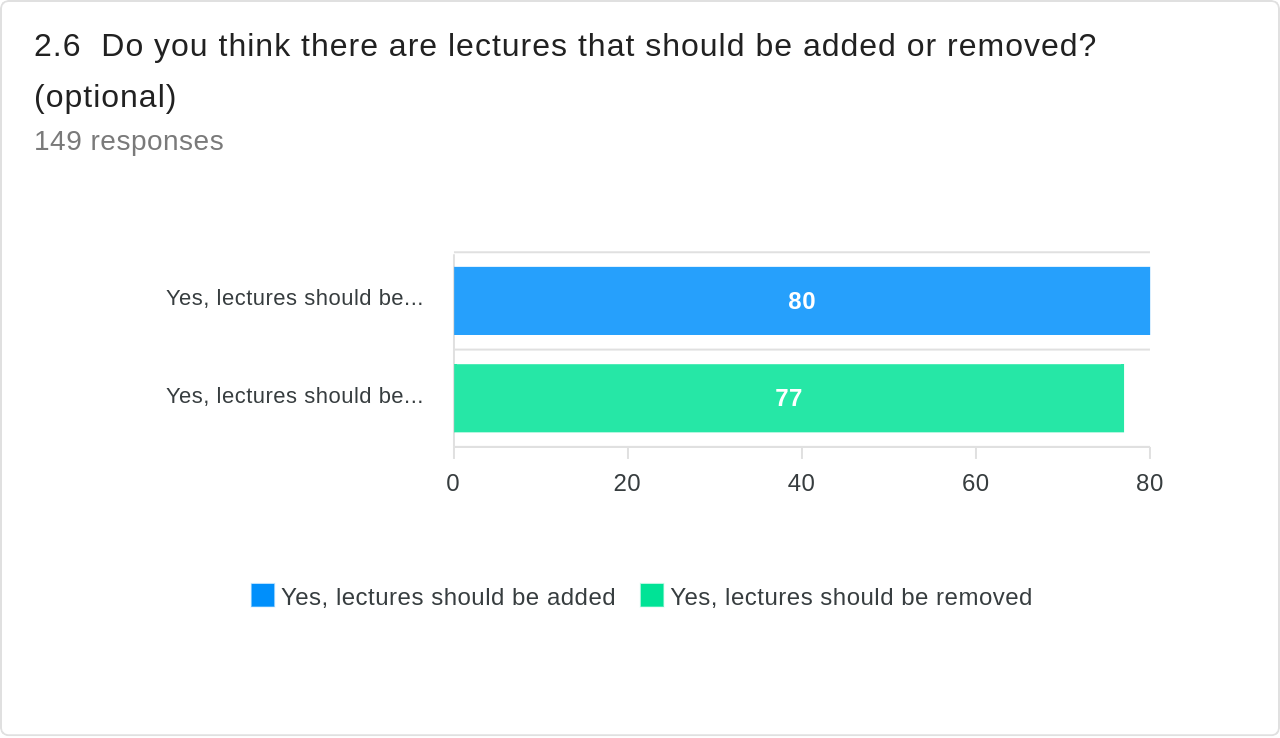 2.6  Do you think there are lectures that should be added or removed?
(optional)
149 responses
Yes, lectures should be...
80
Yes, lectures should be...
77
0 20 40 60 80
Yes, lectures should be added Yes, lectures should be removed